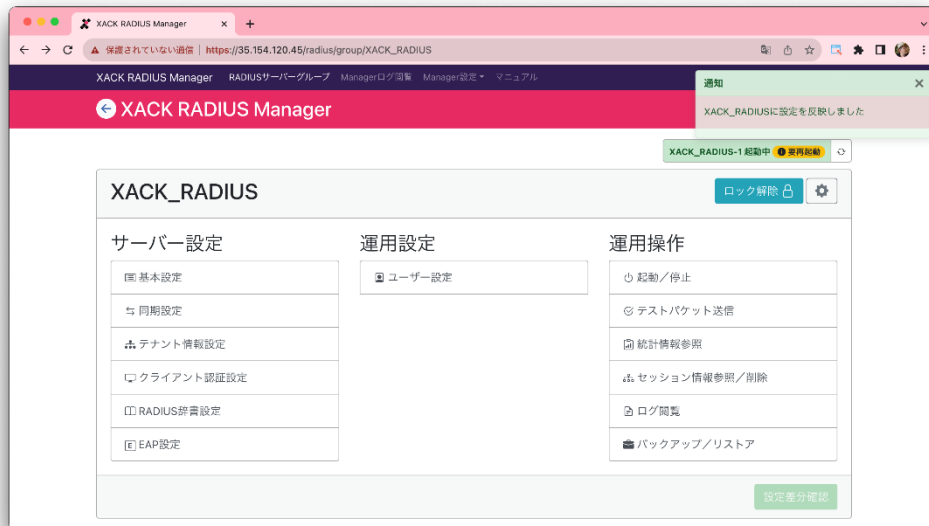 XACK RADIUS Manager
保護されていない通信 | https://35.154.120.45/radius/group/XACK_RADIUS
XACK RADIUS Manager RADIUSサーバーグループ Managerログ閲覧 Manager設定 マニュアル
通知
XACK_RADIUSに設定を反映しました
XACK RADIUS Manager
XACK_RADIUS-1 起動中 要再起動
XACK_RADIUS
ロック解除
サーバー設定
基本設定
同期設定
テナント情報設定
クライアント認証設定
RADIUS辞書設定
EAP設定
運用設定
ユーザー設定
運用操作
起動／停止
テストパケット送信
統計情報参照
セッション情報参照／削除
ログ閲覧
バックアップ／リストア
設定差分確認